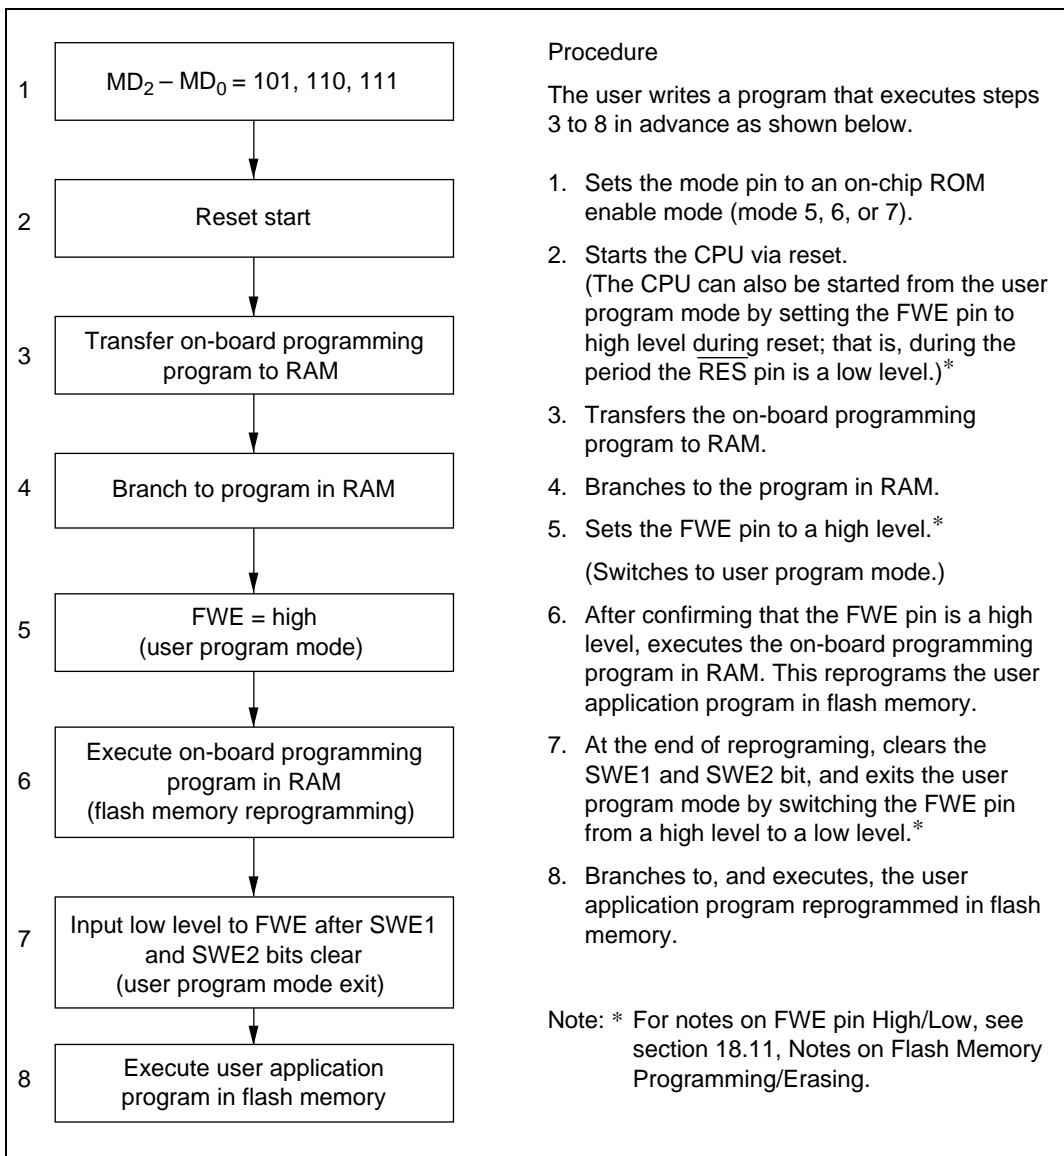 1
MD2 – MD0 = 101, 110, 111
2
Reset start
3
Transfer on-board programming
program to RAM
4
Branch to program in RAM
5
FWE = high
(user program mode)
6
Execute on-board programming
program in RAM
(flash memory reprogramming)
7
Input low level to FWE after SWE1
and SWE2 bits clear
(user program mode exit)
8
Execute user application
program in flash memory
Procedure
The user writes a program that executes steps
3 to 8 in advance as shown below.
1. Sets the mode pin to an on-chip ROM
enable mode (mode 5, 6, or 7).
2. Starts the CPU via reset.
(The CPU can also be started from the user
program mode by setting the FWE pin to
high level during reset; that is, during the
period the RES pin is a low level.)*
3. Transfers the on-board programming
program to RAM.
4. Branches to the program in RAM.
5. Sets the FWE pin to a high level.*
(Switches to user program mode.)
6. After confirming that the FWE pin is a high
level, executes the on-board programming
program in RAM. This reprograms the user
application program in flash memory.
7. At the end of reprograming, clears the
SWE1 and SWE2 bit, and exits the user
program mode by switching the FWE pin
from a high level to a low level.*
8. Branches to, and executes, the user
application program reprogrammed in flash
memory.
Note: * For notes on FWE pin High/Low, see
section 18.11, Notes on Flash Memory
Programming/Erasing.